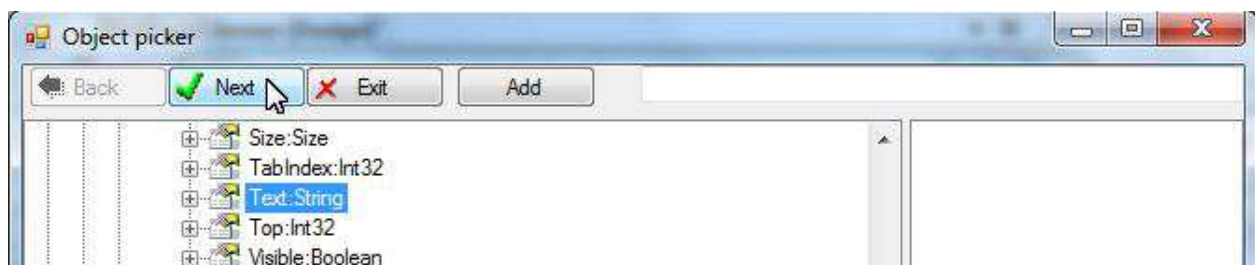 Object picker
Back Next Exit Add
Size:Size
TabIndex:Int32
Text:String
Top:Int32
Visible:Boolean